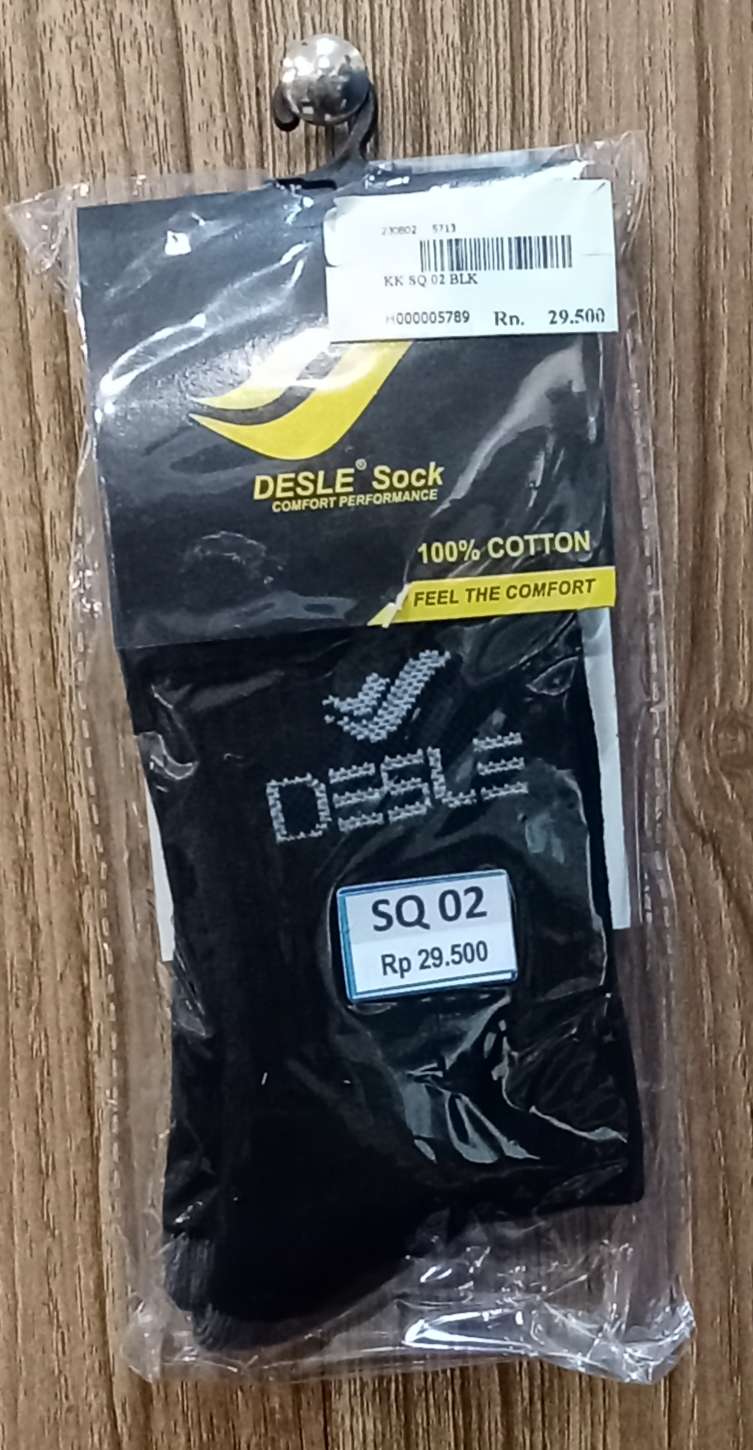 230802 5713
KK SQ 02 BLK
H000005789 Rp. 29.500
DESLE® Sock
COMFORT PERFORMANCE
100% COTTON
FEEL THE COMFORT
DESLE
SQ 02
Rp 29.500